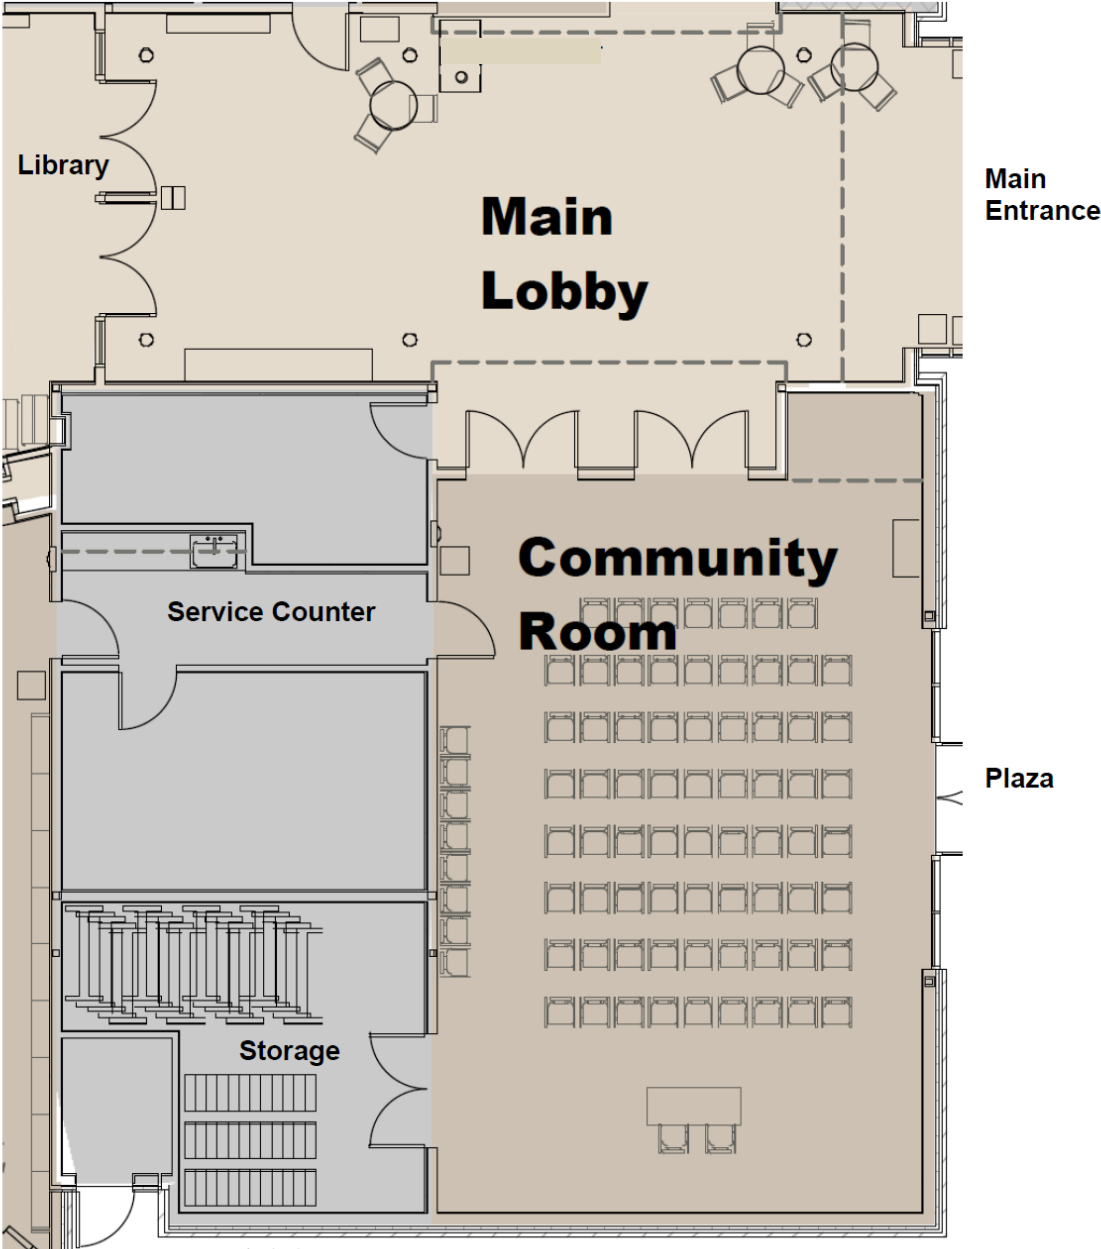 Library
Main
Entrance
Main
Lobby
Community
Room
Service Counter
Plaza
Storage